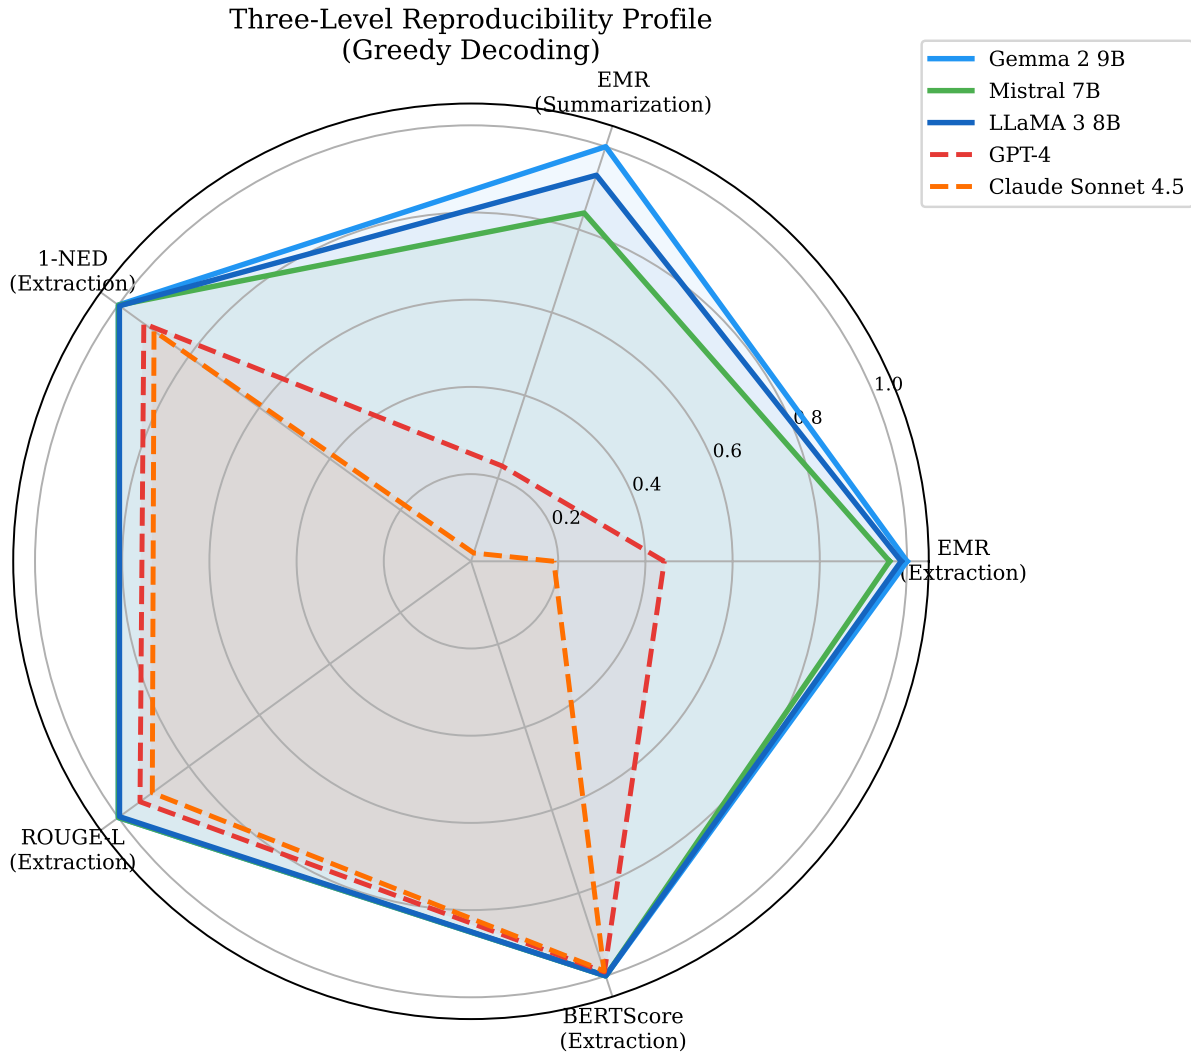 Three-Level Reproducibility Profile
(Greedy Decoding)
Gemma 2 9B
Mistral 7B
LLaMA 3 8B
GPT-4
Claude Sonnet 4.5
EMR
(Summarization)
1-NED
(Extraction)
1.0
0.8
0.6
0.4
0.2
EMR
(Extraction)
ROUGE-L
(Extraction)
BERTScore
(Extraction)